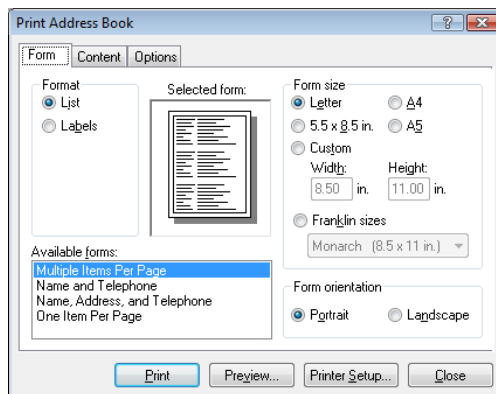 Print Address Book
Form Content Options
Format
List
Labels
Selected form:
Form size
Letter A4
5.5 x 8.5 in. A5
Custom
Width: Height:
8.50 in. 11.00 in.
Franklin sizes
Monarch (8.5 x 11 in.)
Available forms:
Multiple Items Per Page
Name and Telephone
Name, Address, and Telephone
One Item Per Page
Form orientation
Portrait Landscape
Print Preview... Printer Setup... Close